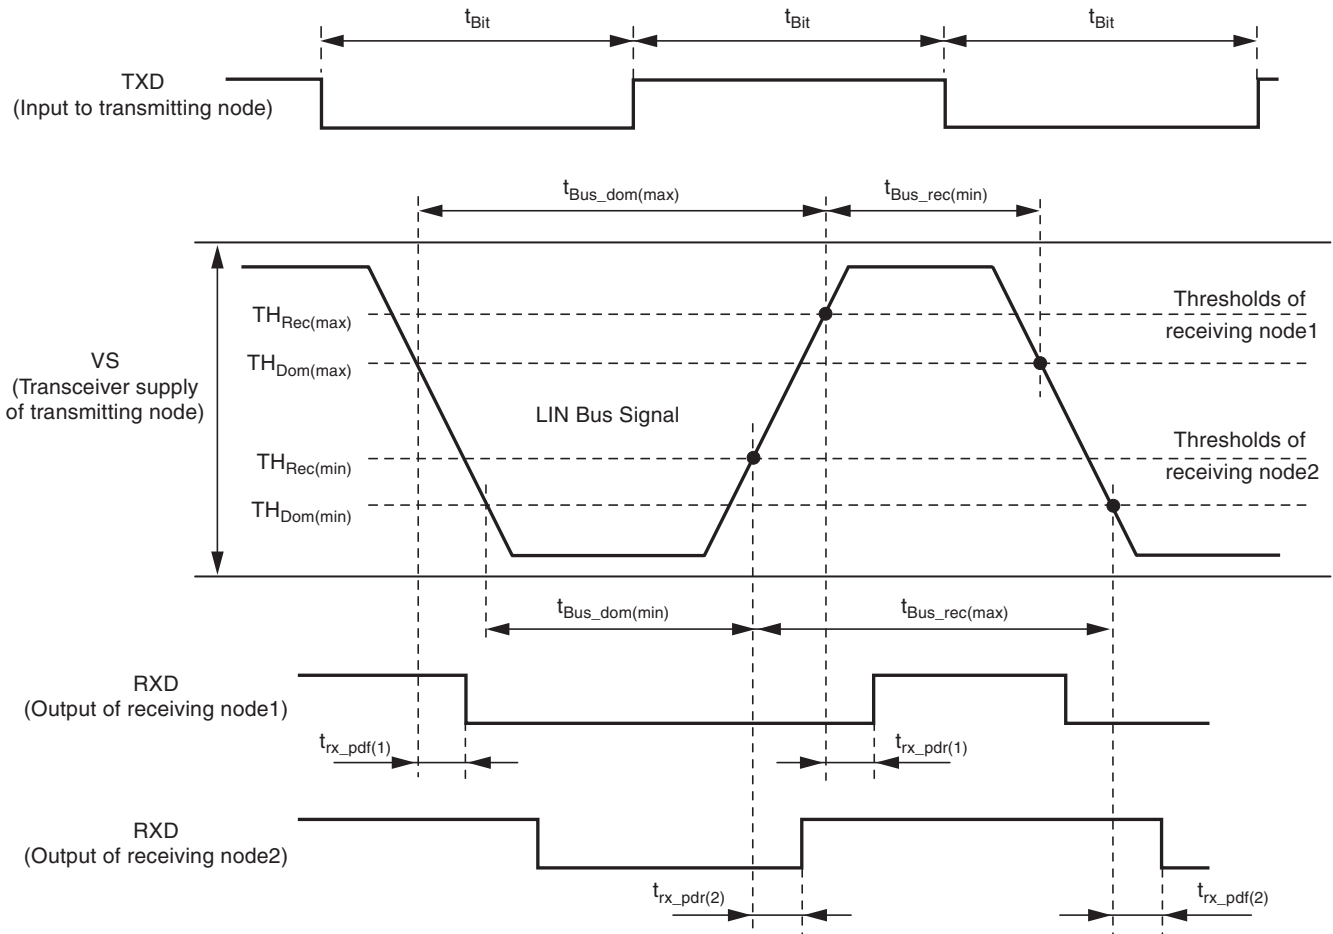 tBit tBit tBit
TXD
(Input to transmitting node)
tBus_dom(max) tBus_rec(min)
THRec(max)
Thresholds of
receiving node1
VS
(Transceiver supply
of transmitting node)
THDom(max)
LIN Bus Signal
THRec(min)
Thresholds of
receiving node2
THDom(min)
tBus_dom(min) tBus_rec(max)
RXD
(Output of receiving node1)
trx_pdf(1) trx_pdr(1)
RXD
(Output of receiving node2)
trx_pdr(2) trx_pdf(2)